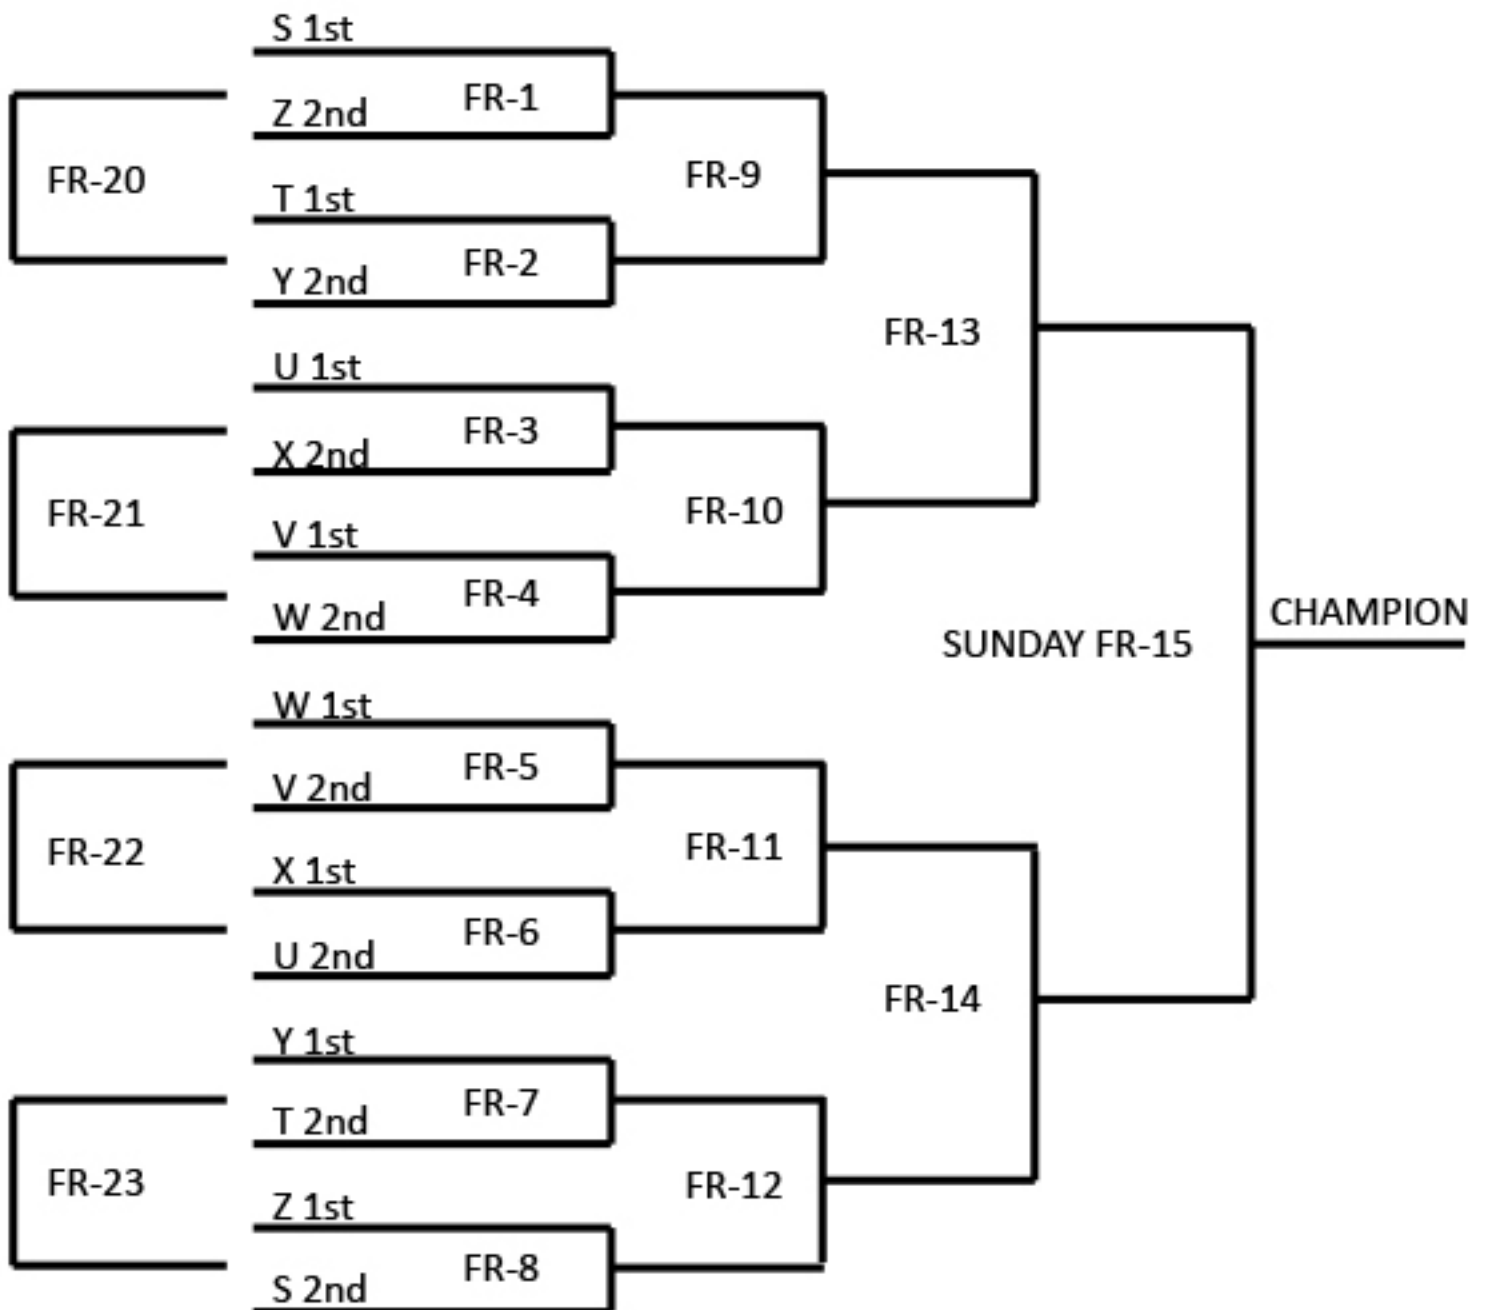 S 1st
Z 2nd
FR-1
FR-20
FR-9
T 1st
Y 2nd
FR-2
FR-13
U 1st
X 2nd
FR-3
FR-21
FR-10
V 1st
W 2nd
FR-4
SUNDAY FR-15
CHAMPION
W 1st
V 2nd
FR-5
FR-22
FR-11
X 1st
U 2nd
FR-6
FR-14
Y 1st
T 2nd
FR-7
FR-23
FR-12
Z 1st
S 2nd
FR-8